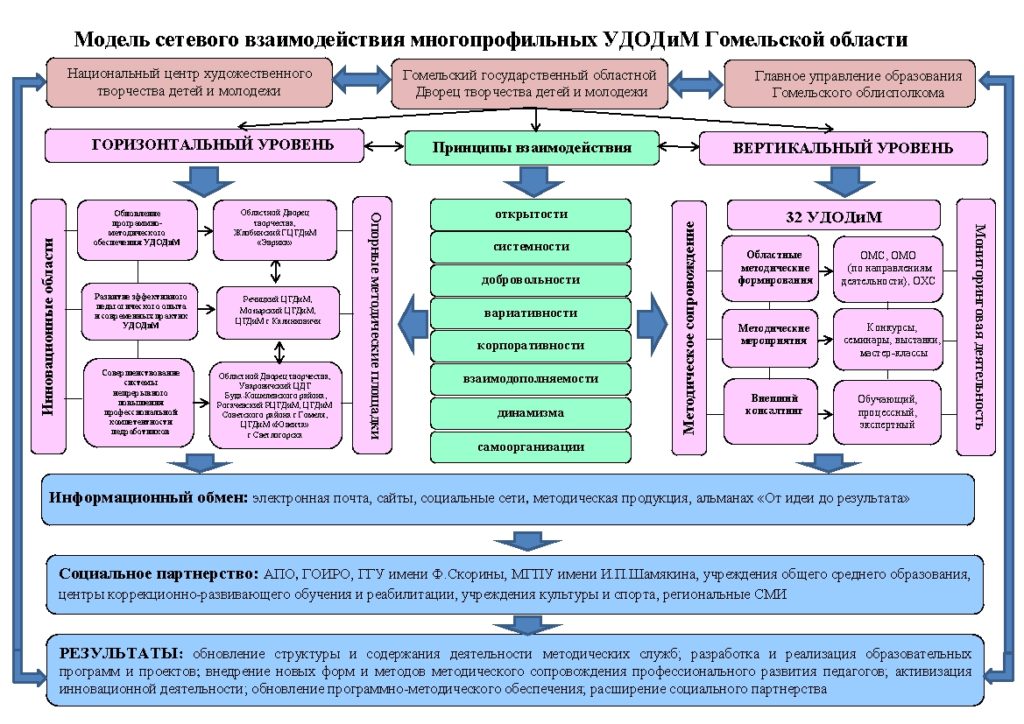 Модель сетевого взаимодействия многопрофильных УДОДиМ Гомельской области
Национальный центр художественного
творчества детей и молодежи
Гомельский государственный областной
Дворец творчества детей и молодежи
Главное управление образования
Гомельского облисполкома
ГОРИЗОНТАЛЬНЫЙ УРОВЕНЬ
Принципы взаимодействия
ВЕРТИКАЛЬНЫЙ УРОВЕНЬ
Инновационные области
Обновление
программно-
методического
обеспечения УДОДиМ
Областной Дворец
творчества,
Жлобинский ГЦТДиМ
«Эврика»
Развитие эффективного
педагогического опыта
и современных практик
УДОДиМ
Речицкий ЦТДиМ,
Мозырский ЦТДиМ,
ЦТДиМ г Калинковичи
Совершенствование
системы
непрерывного
повышения
профессиональной
компетентности
педработников
Областной Дворец творчества,
Уваровичский ЦДТ
Буда-Кошелевского района,
Рогачевский РЦТДиМ, ЦТДиМ
Советского района г Гомеля,
ЦТДиМ «Юность»
г Светлогорска
Опорные методические площадки
открытости
системности
добровольности
вариативности
корпоративности
взаимодополняемости
динамизма
самоорганизации
Методическое сопровождение
32 УДОДиМ
Областные
методические
формирования
ОМС, ОМО
(по направлениям
деятельности), ОХС
Методические
мероприятия
Конкурсы,
семинары, выставки,
мастер-классы
Внешний
консалтинг
Обучающий,
процессный,
экспертный
Мониторинговая деятельность
Информационный обмен: электронная почта, сайты, социальные сети, методическая продукция, альманах «От идеи до результата»
Социальное партнерство: АПО, ГОИРО, ГГУ имени Ф.Скорины, МГПУ имени И.П.Шамякина, учреждения общего среднего образования,
центры коррекционно-развивающего обучения и реабилитации, учреждения культуры и спорта, региональные СМИ
РЕЗУЛЬТАТЫ: обновление структуры и содержания деятельности методических служб; разработка и реализация образовательных
программ и проектов; внедрение новых форм и методов методического сопровождения профессионального развития педагогов; активизация
инновационной деятельности; обновление программно-методического обеспечения; расширение социального партнерства